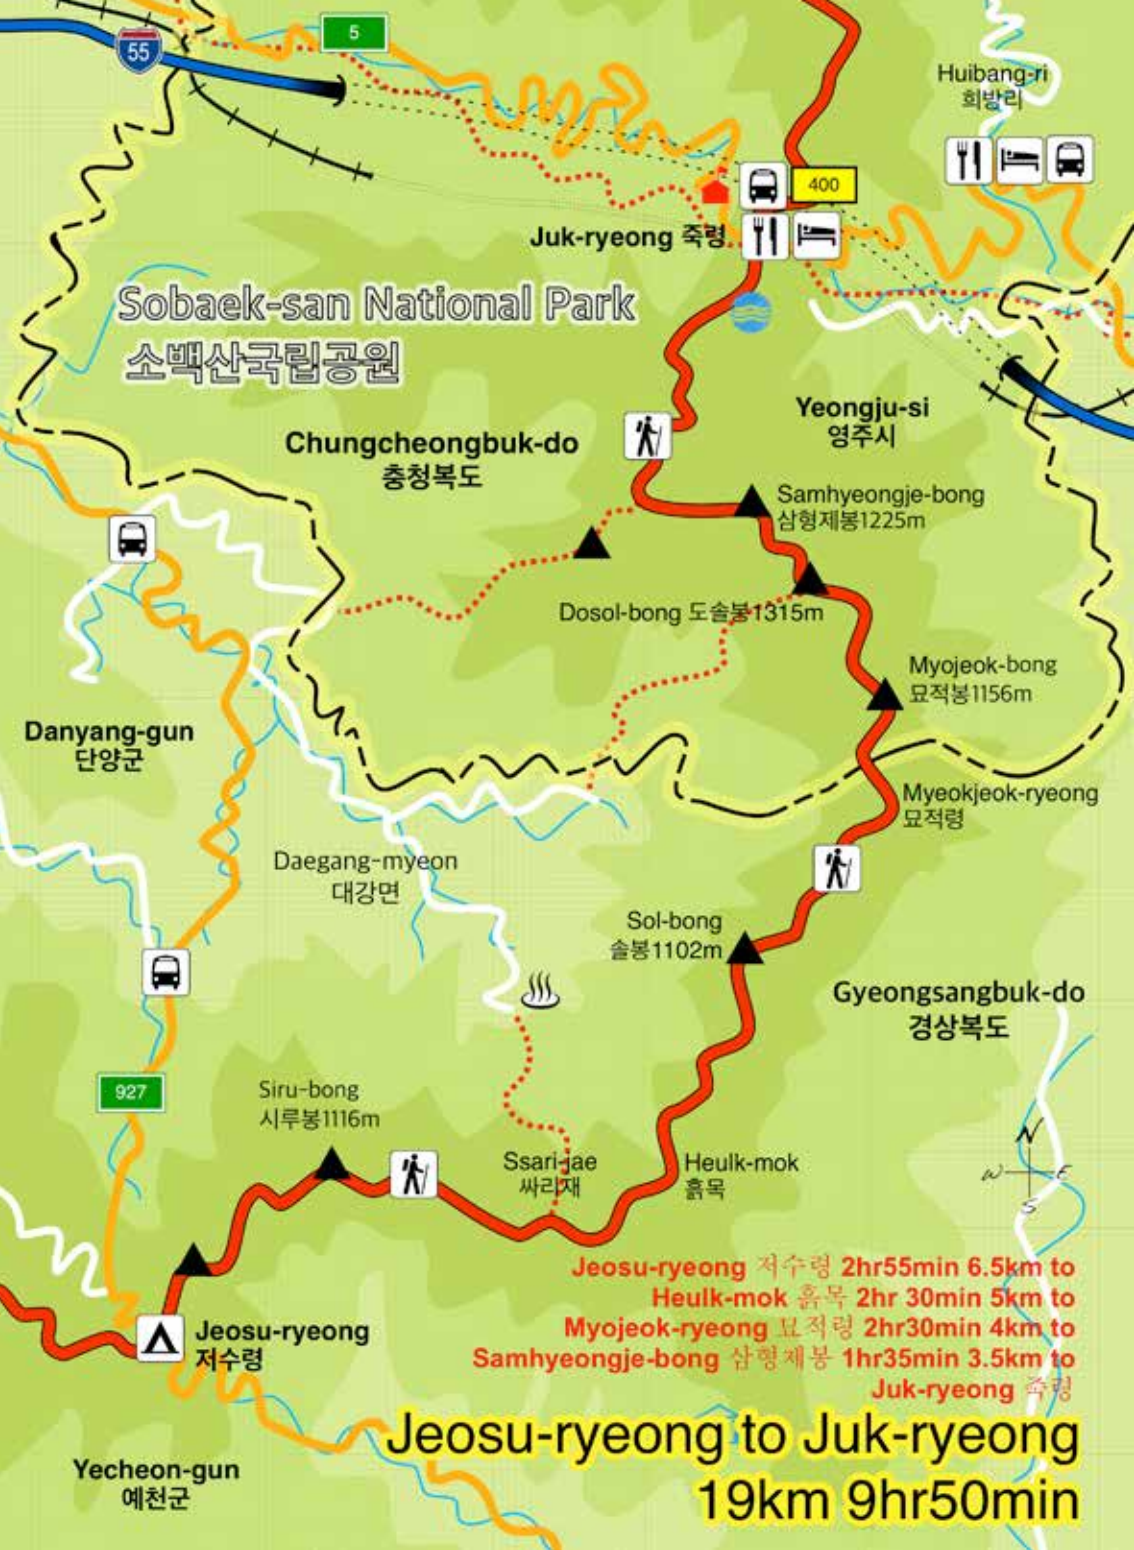 5
55
Huibang-ri
희방리
400
Juk-ryeong 죽령
Sobaek-san National Park
소백산국립공원
Yeongju-si
영주시
Chungcheongbuk-do
충청북도
Samhyeongje-bong
삼형제봉1225m
Dosol-bong 도솔봉1315m
Myojeok-bong
묘적봉1156m
Danyang-gun
단양군
Myeokjeok-ryeong
묘적령
Daegang-myeon
대강면
Sol-bong
솔봉1102m
Gyeongsangbuk-do
경상북도
927
Siru-bong
시루봉1116m
Ssari-jae
싸리재
Heulk-mok
흙목
N
W E
S
Jeosu-ryeong 저수령 2hr55min 6.5km to
Heulk-mok 흙목 2hr 30min 5km to
Myojeok-ryeong 묘적령 2hr30min 4km to
Samhyeongje-bong 삼형제봉 1hr35min 3.5km to
Juk-ryeong 죽령
Jeosu-ryeong
저수령
Jeosu-ryeong to Juk-ryeong
19km 9hr50min
Yecheon-gun
예천군